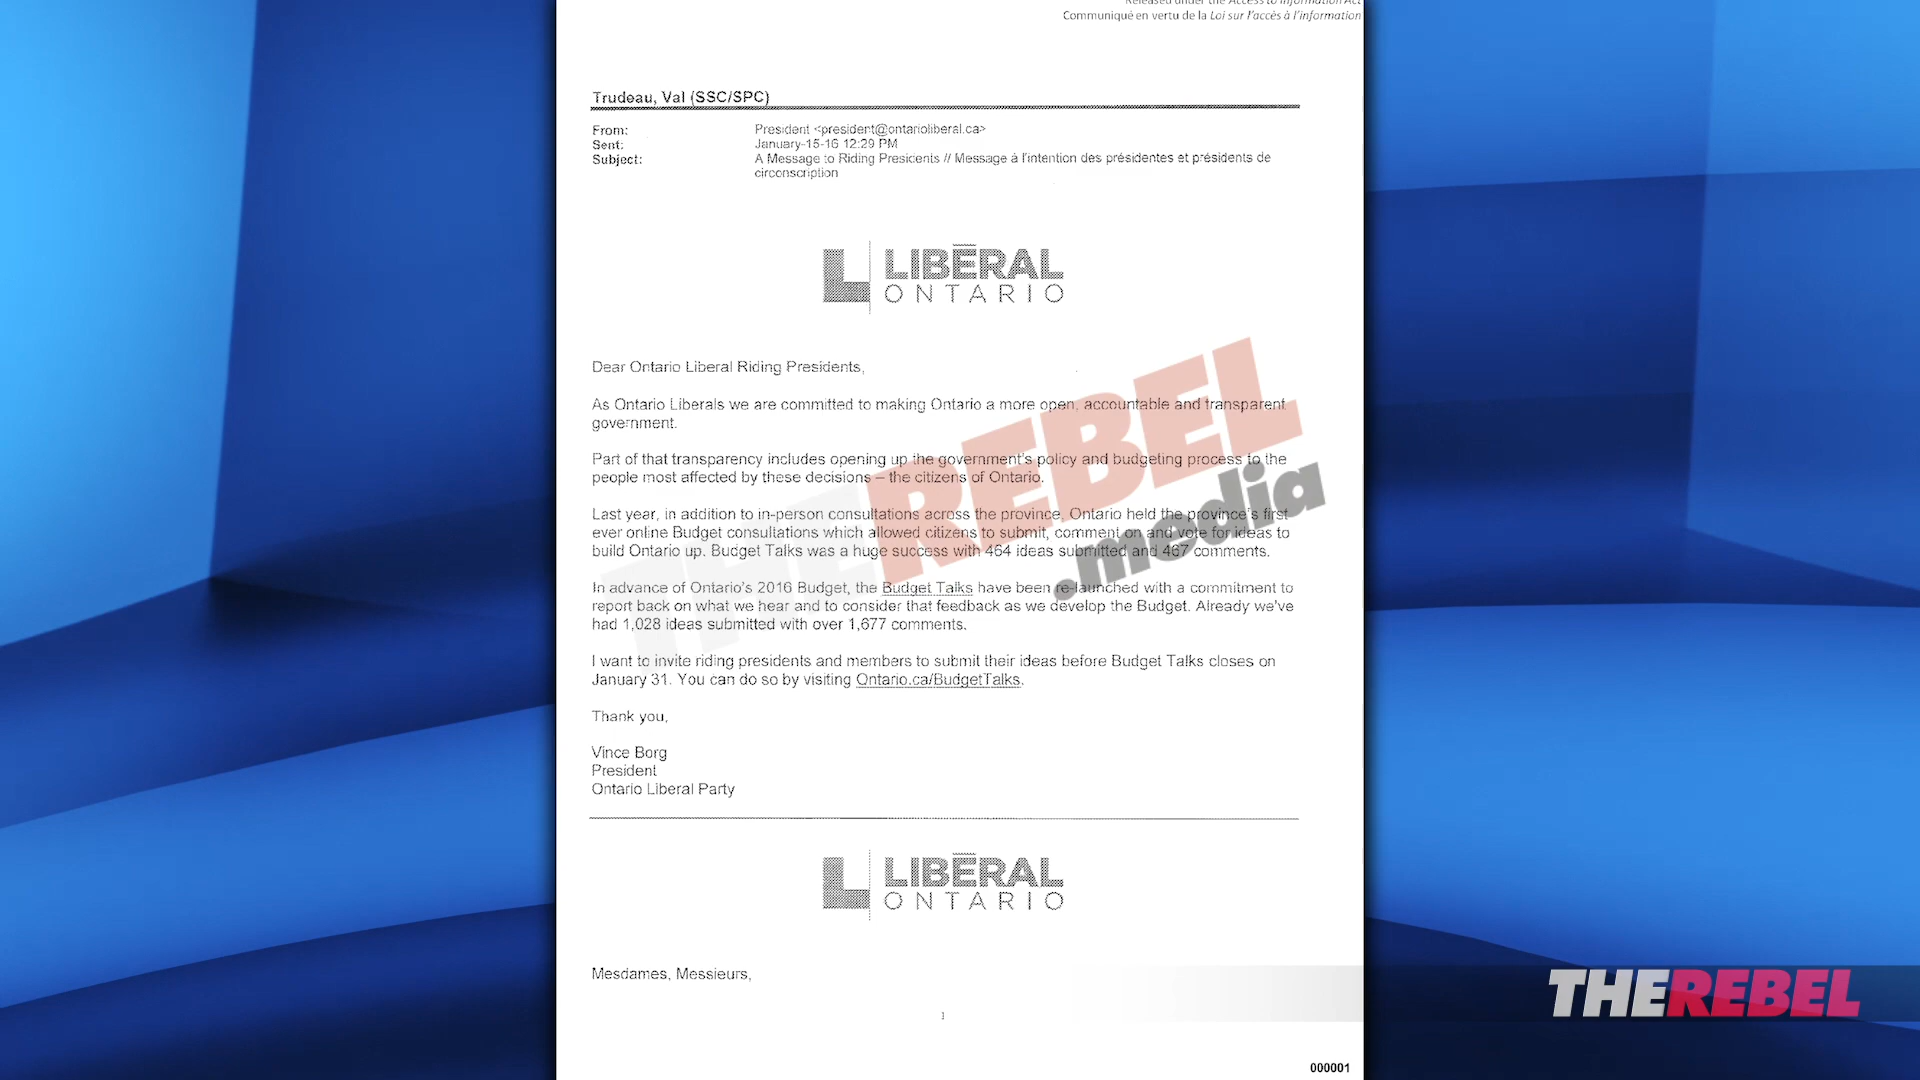 Released under the Access to Information Act
Communiqué en vertu de la Loi sur l'accès à l'information
Trudeau, Val (SSC/SPC)
From: President <president@ontarioliberal.ca>
Sent: January-15-16 12:29 PM
Subject: A Message to Riding Presidents // Message à l'intention des présidentes et présidents de
circonscription
LIBERAL
ONTARIO
Dear Ontario Liberal Riding Presidents,
As Ontario Liberals we are committed to making Ontario a more open, accountable and transparent
government.
Part of that transparency includes opening up the government's policy and budgeting process to the
people most affected by these decisions – the citizens of Ontario.
Last year, in addition to in-person consultations across the province, Ontario held the province's first
ever online Budget consultations which allowed citizens to submit, comment on and vote for ideas to
build Ontario up. Budget Talks was a huge success with 464 ideas submitted and 467 comments.
In advance of Ontario's 2016 Budget, the Budget Talks have been re-launched with a commitment to
report back on what we hear and to consider that feedback as we develop the Budget. Already we've
had 1,028 ideas submitted with over 1,677 comments.
I want to invite riding presidents and members to submit their ideas before Budget Talks closes on
January 31. You can do so by visiting Ontario.ca/BudgetTalks.
Thank you,
Vince Borg
President
Ontario Liberal Party
LIBERAL
ONTARIO
Mesdames, Messieurs,
1
000001
THEREBEL
.media
THEREBEL